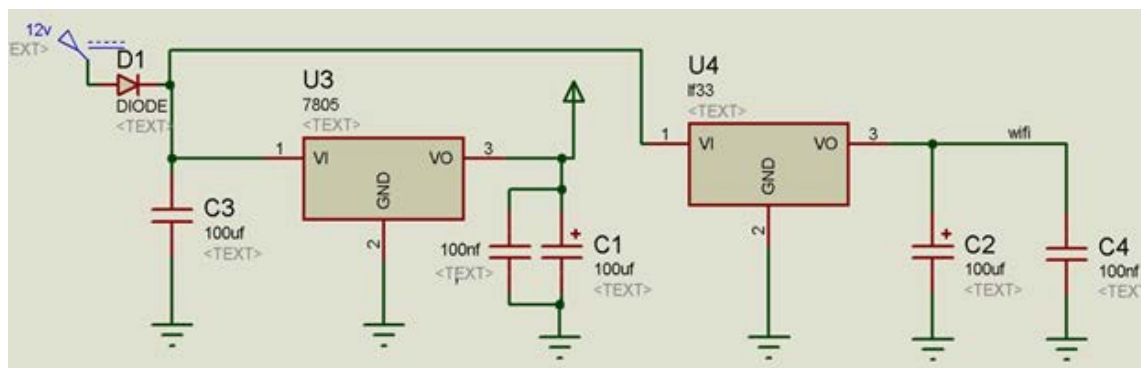 12v
EXT>
D1
DIODE
<TEXT>
U3
7805
<TEXT>
1
VI
VO
3
GND
2
C3
100uf
<TEXT>
100nf
<TEXT>
C1
100uf
<TEXT>
U4
lf33
<TEXT>
1
VI
VO
3
GND
2
wifi
C2
100uf
<TEXT>
C4
100nf
<TEXT